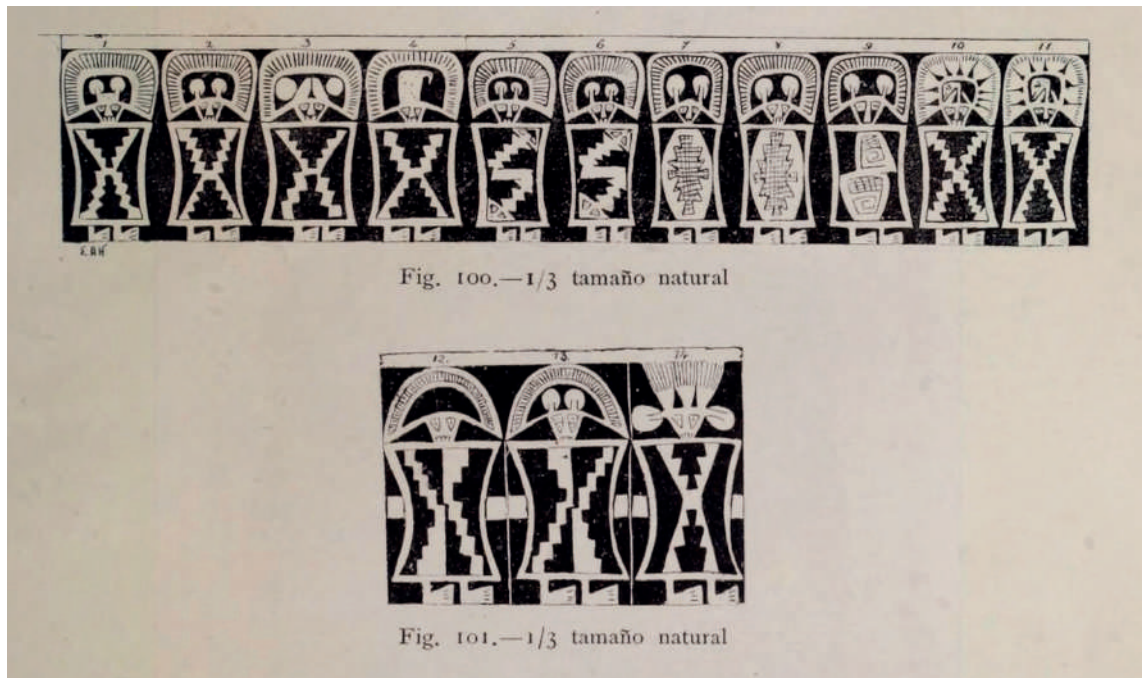 1 2 3 4 5 6 7 8 9 10 11
E.AH
Fig. 100.—1/3 tamaño natural
12. 13. 14.
Fig. 101.—1/3 tamaño natural